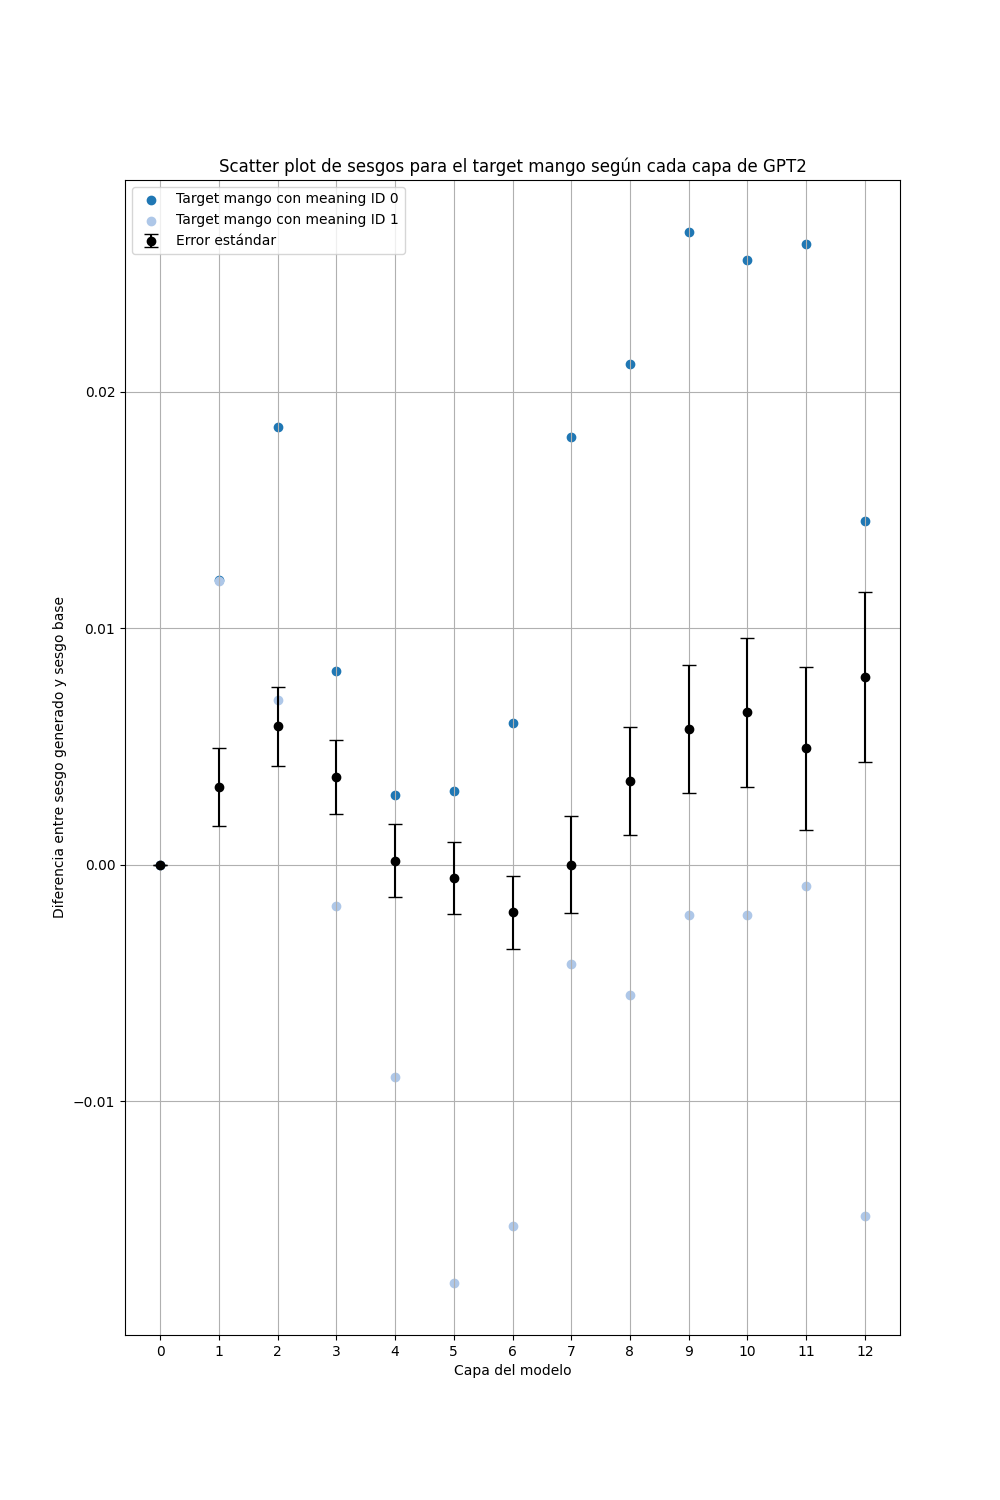 Scatter plot de sesgos para el target mango según cada capa de GPT2
Target mango con meaning ID 0
Target mango con meaning ID 1
Error estándar
Diferencia entre sesgo generado y sesgo base
0.02
0.01
0.00
−0.01
0 1 2 3 4 5 6 7 8 9 10 11 12
Capa del modelo